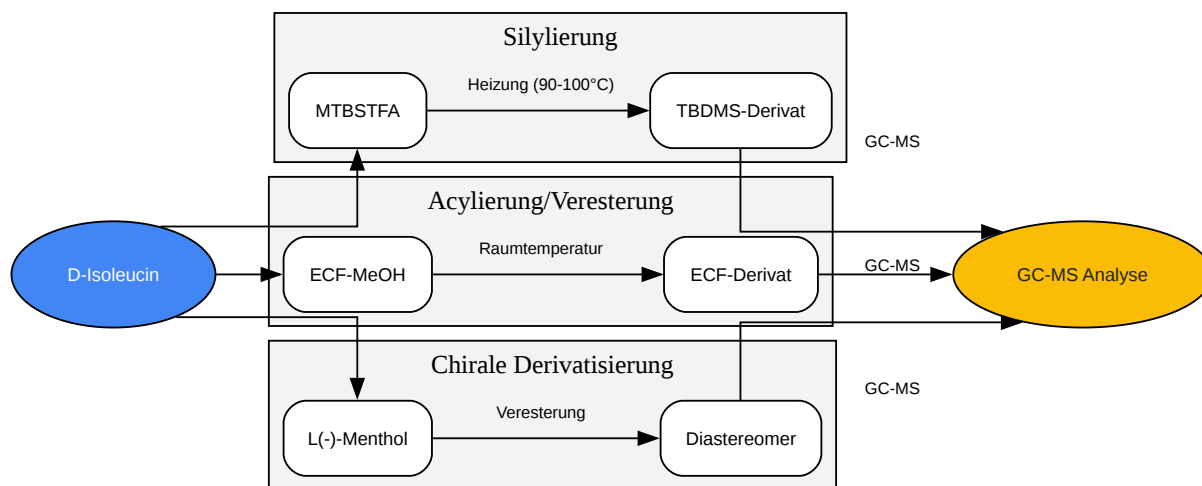 Silylierung
Heizung (90-100°C)
MTBSTFA
TBDMS-Derivat
GC-MS
Acylierung/Veresterung
Raumtemperatur
D-Isoleucin
ECF-MeOH
ECF-Derivat
GC-MS
GC-MS Analyse
Chirale Derivatisierung
GC-MS
Veresterung
L(-)-Menthol
Diastereomer